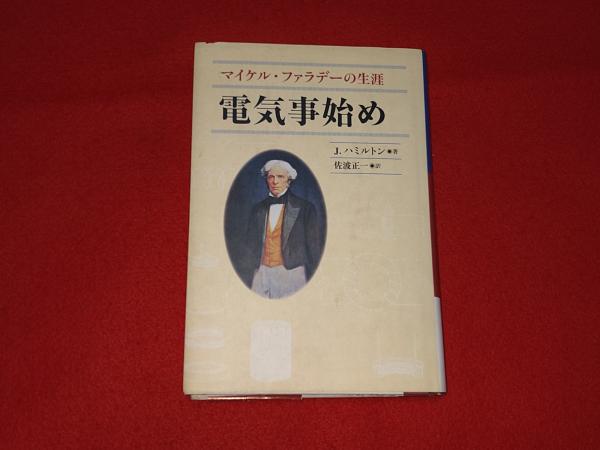 マイケル・ファラデーの生涯
電気事始め
J. ハミルトン●著
佐波正一●訳